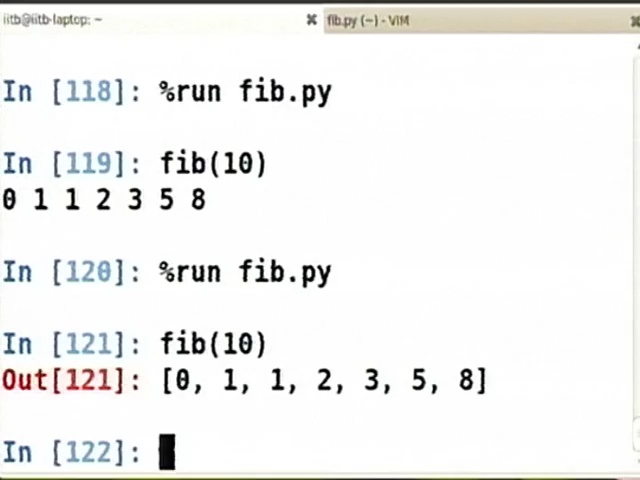 iitb@iitb-laptop: ~ ✖ fib.py (~) - VIM ✖
In [118]: %run fib.py
In [119]: fib(10)
0 1 1 2 3 5 8
In [120]: %run fib.py
In [121]: fib(10)
Out[121]: [0, 1, 1, 2, 3, 5, 8]
In [122]: